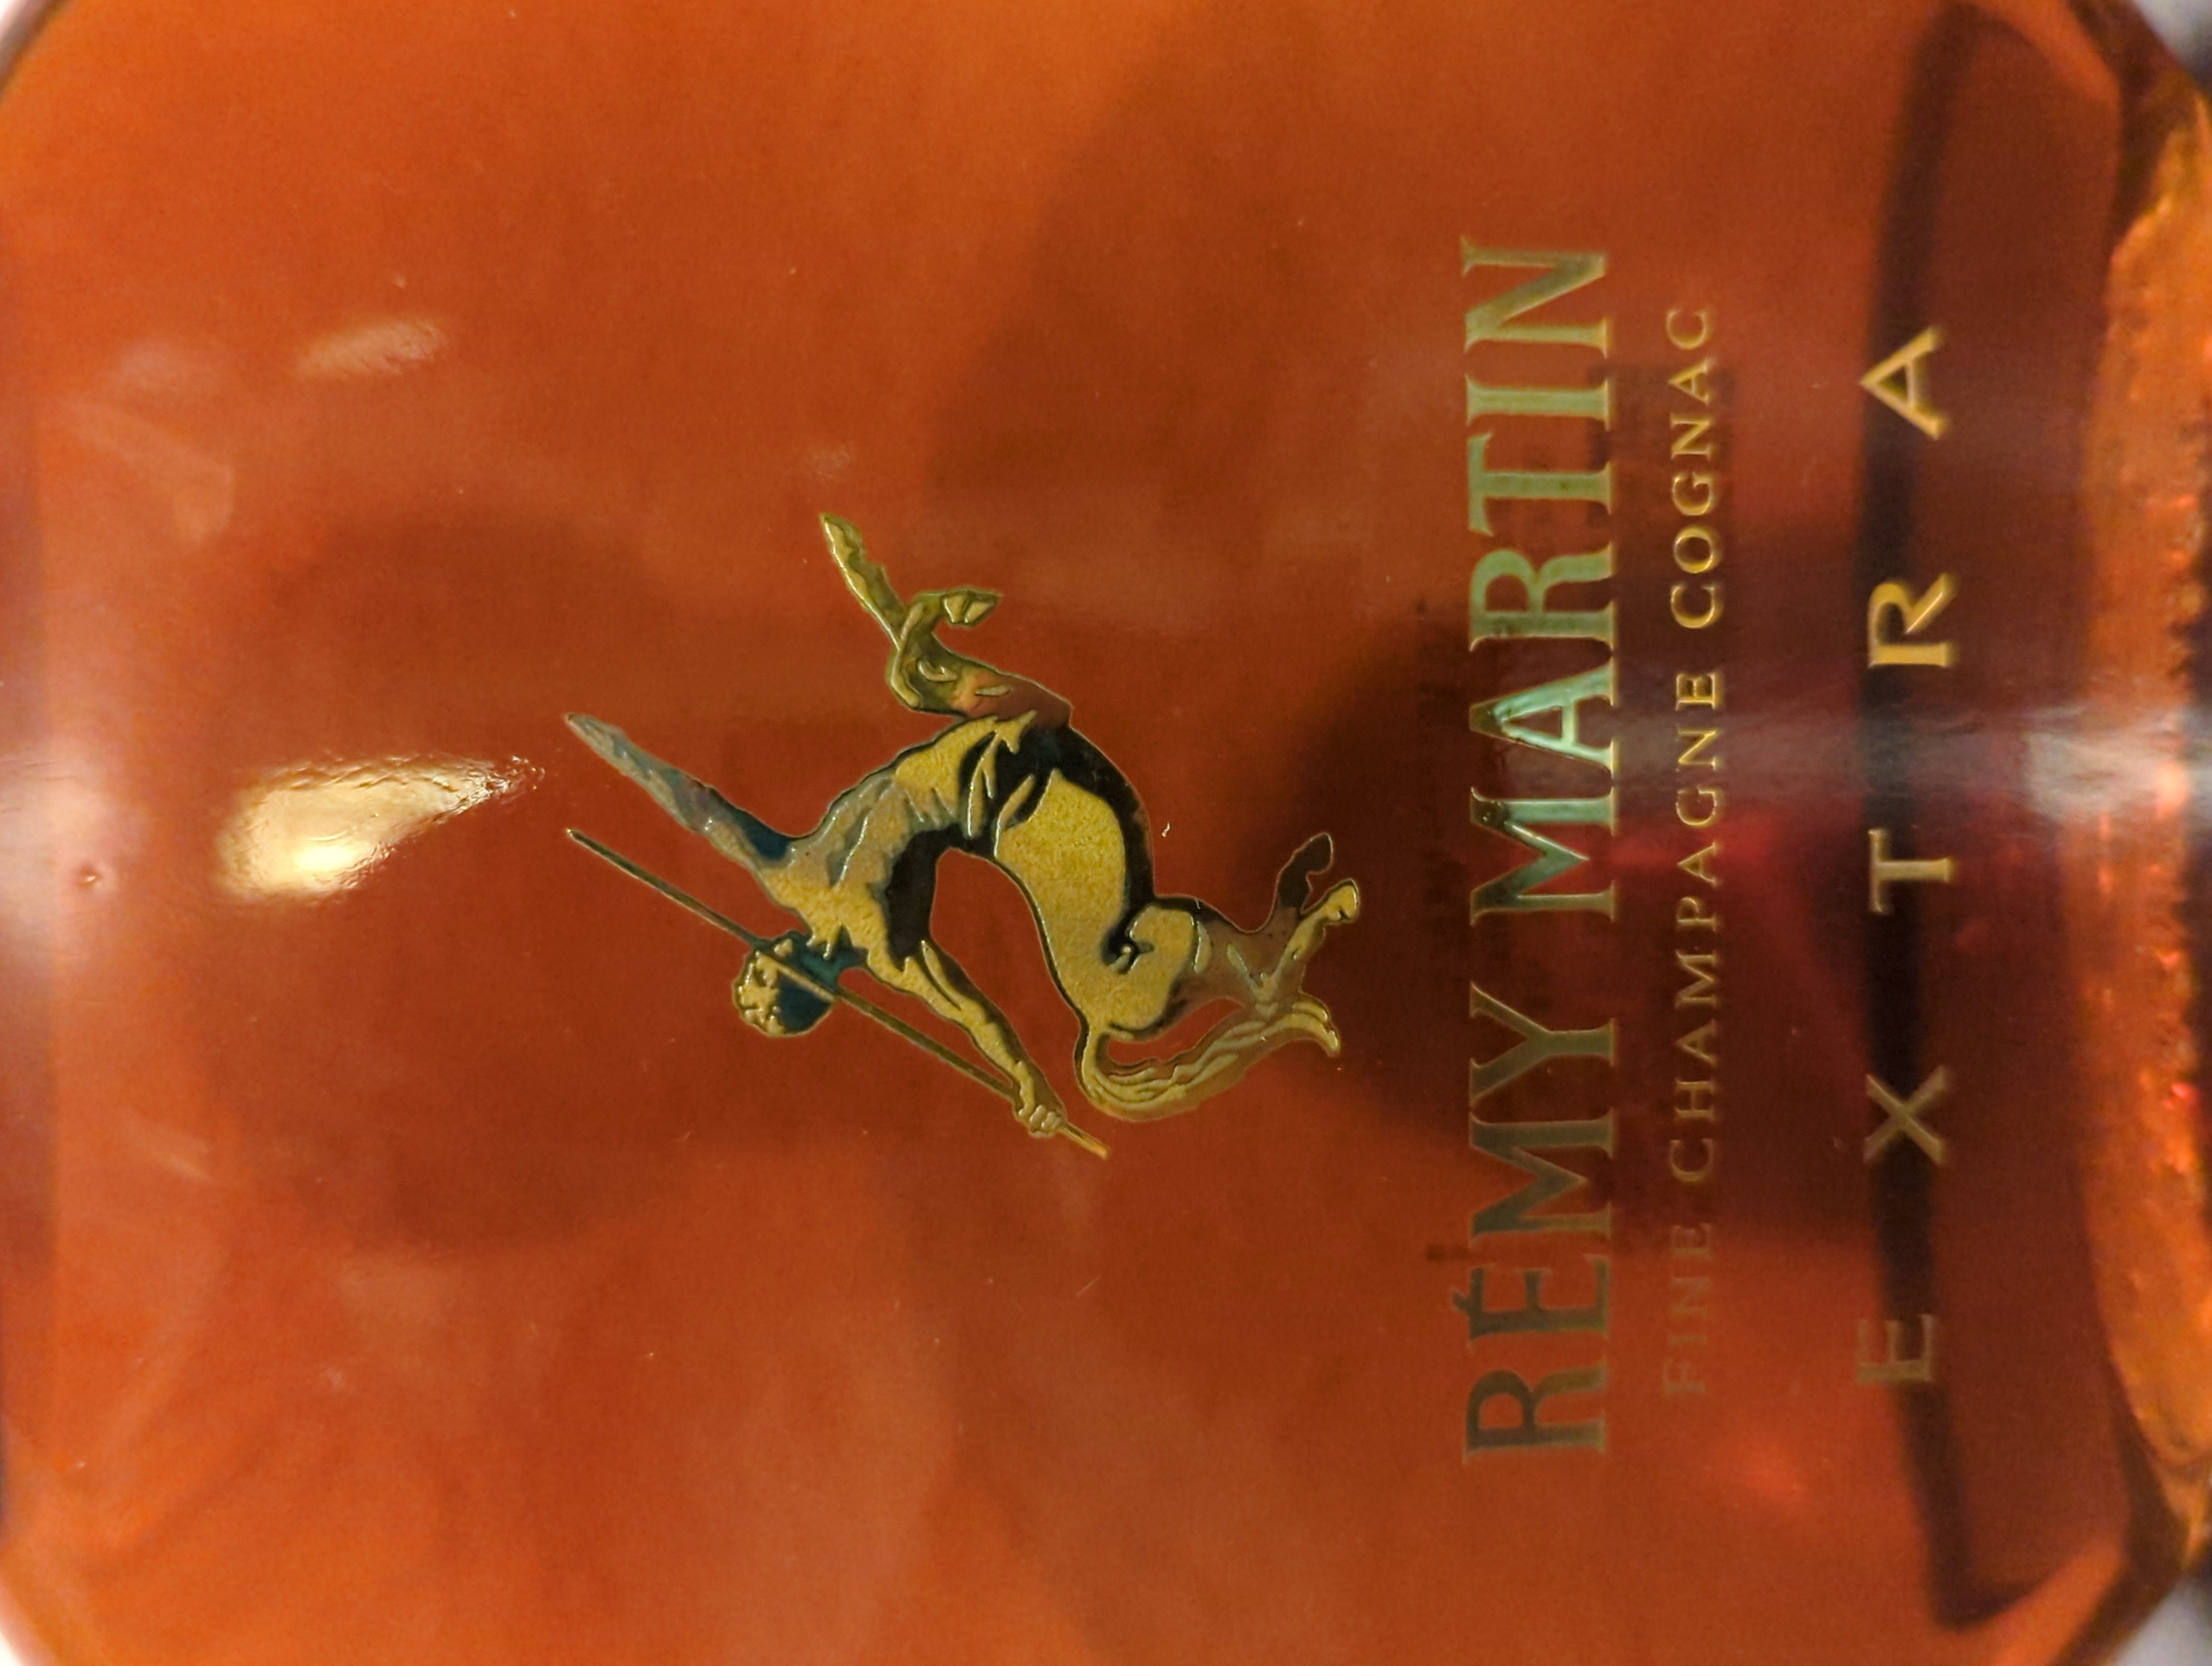 RÉMY MARTIN
FINE CHAMPAGNE COGNAC
EXTRA